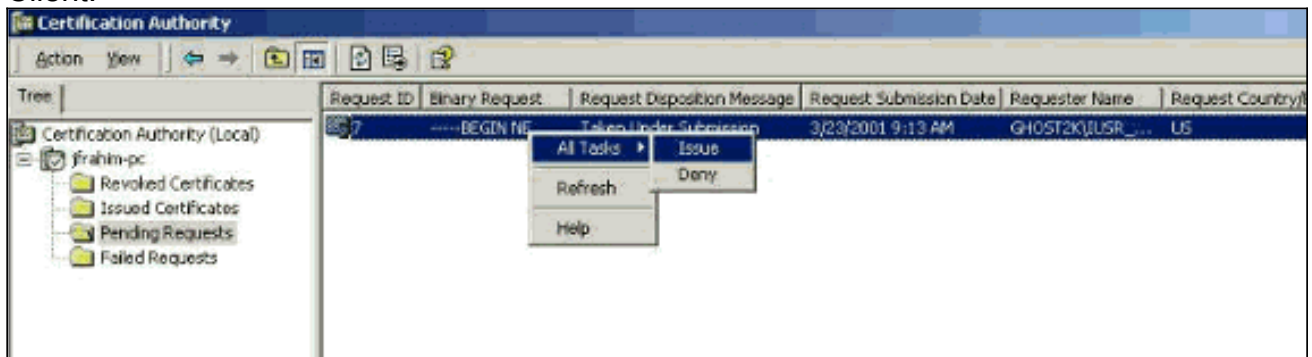 Client.
Certification Authority
Action View
Tree
Request ID Binary Request Request Disposition Message Request Submission Date Requester Name Request Country/
Certification Authority (Local)
7 -----BEGIN NE... Taken Under Submission 3/23/2001 9:13 AM GHOST2K\IUSR_... US
jfrahim-pc
All Tasks Issue
Revoked Certificates
Deny
Issued Certificates
Refresh
Pending Requests
Help
Failed Requests